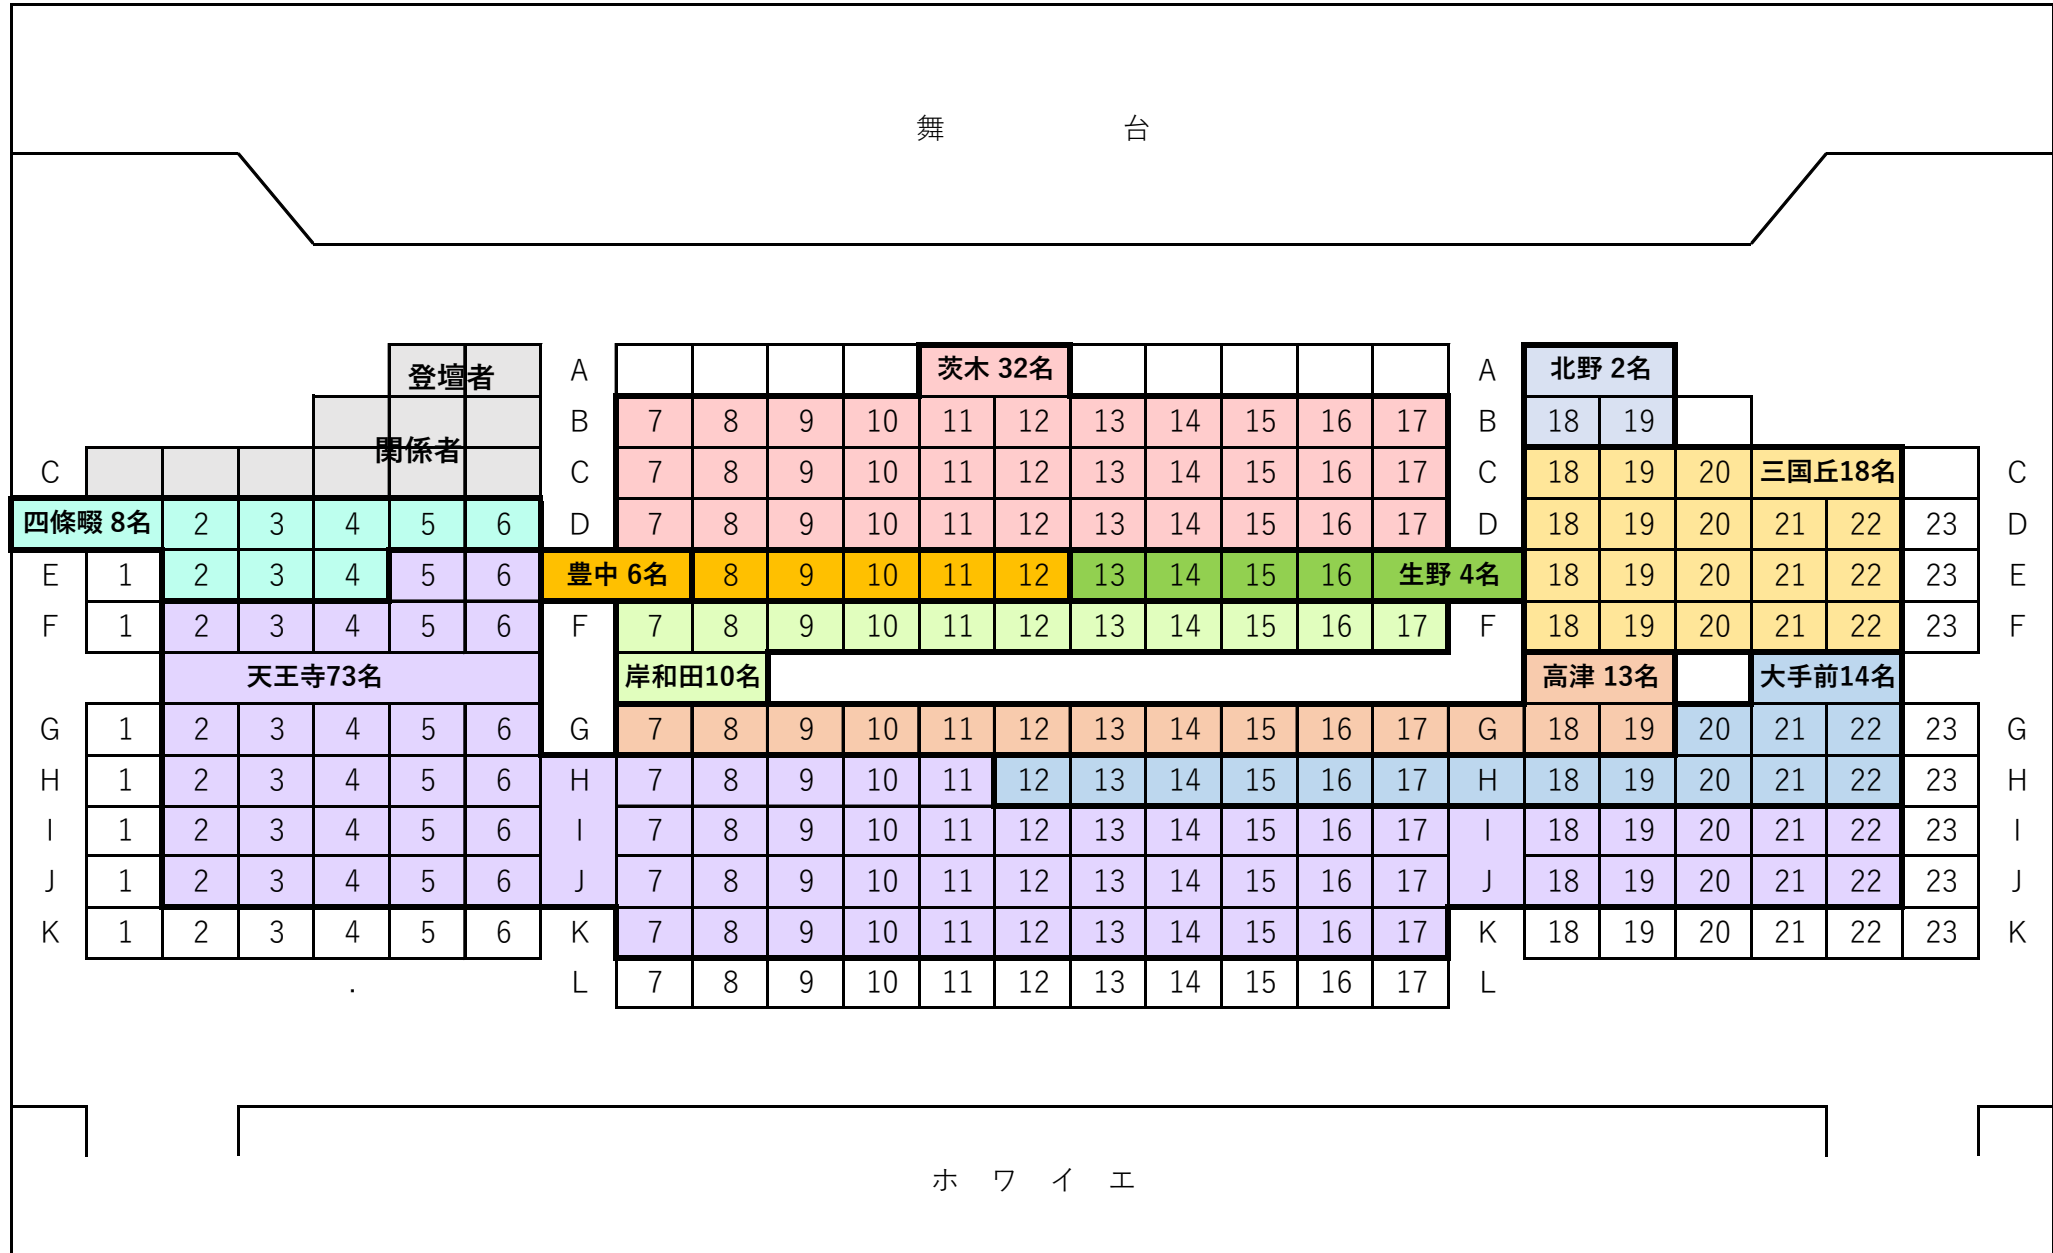 舞 台
登壇者 A 茨木 32名 A 北野 2名
B 7 8 9 10 11 12 13 14 15 16 17 B 18 19
関係者
C C 7 8 9 10 11 12 13 14 15 16 17 C 18 19 20 三国丘18名 C
四條畷 8名 2 3 4 5 6 D 7 8 9 10 11 12 13 14 15 16 17 D 18 19 20 21 22 23 D
E 1 2 3 4 5 6 豊中 6名 8 9 10 11 12 13 14 15 16 生野 4名 18 19 20 21 22 23 E
F 1 2 3 4 5 6 F 7 8 9 10 11 12 13 14 15 16 17 F 18 19 20 21 22 23 F
天王寺73名 岸和田10名 高津 13名 大手前14名
G 1 2 3 4 5 6 G 7 8 9 10 11 12 13 14 15 16 17 G 18 19 20 21 22 23 G
H 1 2 3 4 5 6 H 7 8 9 10 11 12 13 14 15 16 17 H 18 19 20 21 22 23 H
I 1 2 3 4 5 6 I 7 8 9 10 11 12 13 14 15 16 17 I 18 19 20 21 22 23 I
J 1 2 3 4 5 6 J 7 8 9 10 11 12 13 14 15 16 17 J 18 19 20 21 22 23 J
K 1 2 3 4 5 6 K 7 8 9 10 11 12 13 14 15 16 17 K 18 19 20 21 22 23 K
. L 7 8 9 10 11 12 13 14 15 16 17 L
ホ ワ イ エ